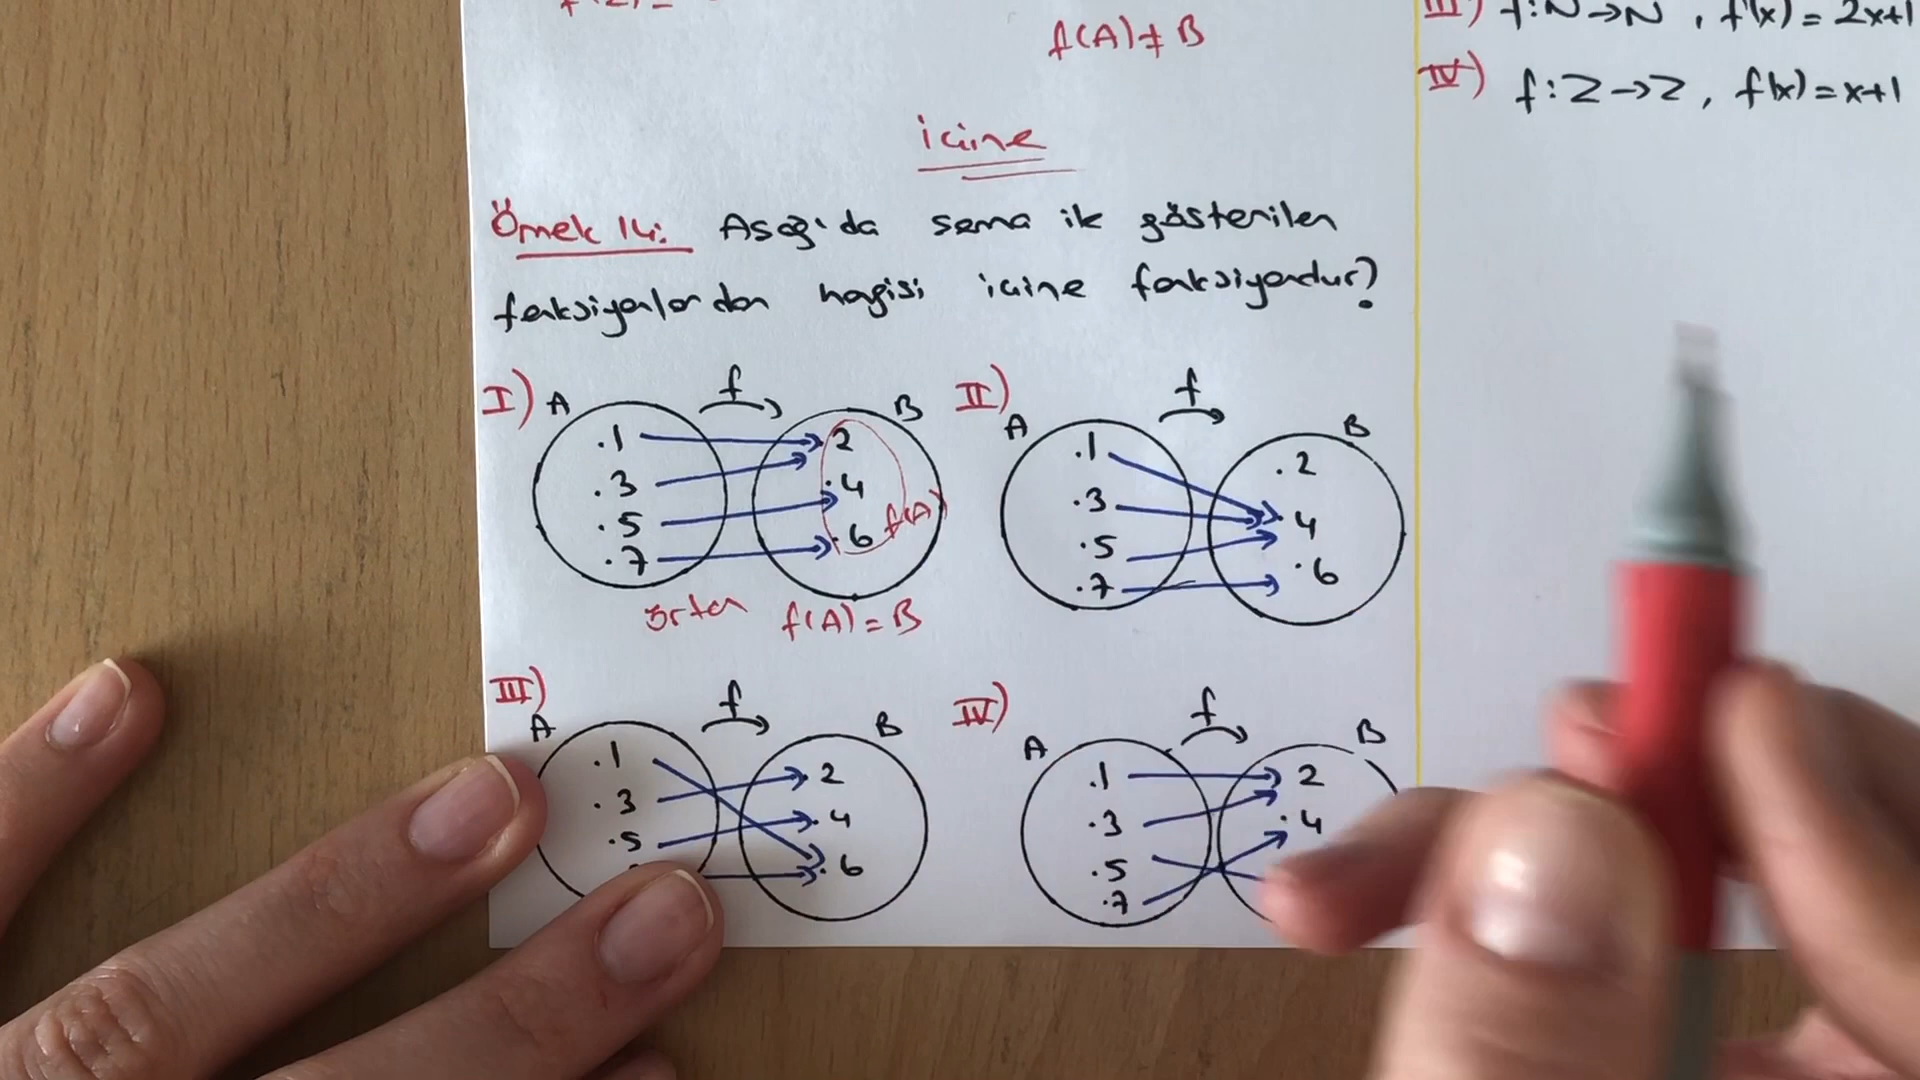 f(A) ≠ B
içine
Örnek 14: Aşağıda şema ile gösterilen
fonksiyonlardan hangisi içine fonksiyondur?
I) A f B
.1 2
.3 .4
.5 .6 f(A)
.7
örten f(A) = B
II) A f B
.1 .2
.3 4
.5 .6
.7
III) A f B
.1 2
.3 .4
.5 .6
IV) A f B
.1 2
.3 .4
.5
.7
III) f:N→N, f(x) = 2x+1
IV) f:Z→Z, f(x) = x+1